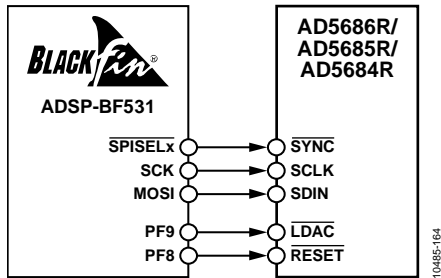 BLACKfin®
ADSP-BF531
AD5686R/
AD5685R/
AD5684R
SPISELx
SYNC
SCK
SCLK
MOSI
SDIN
PF9
LDAC
PF8
RESET
10485-164